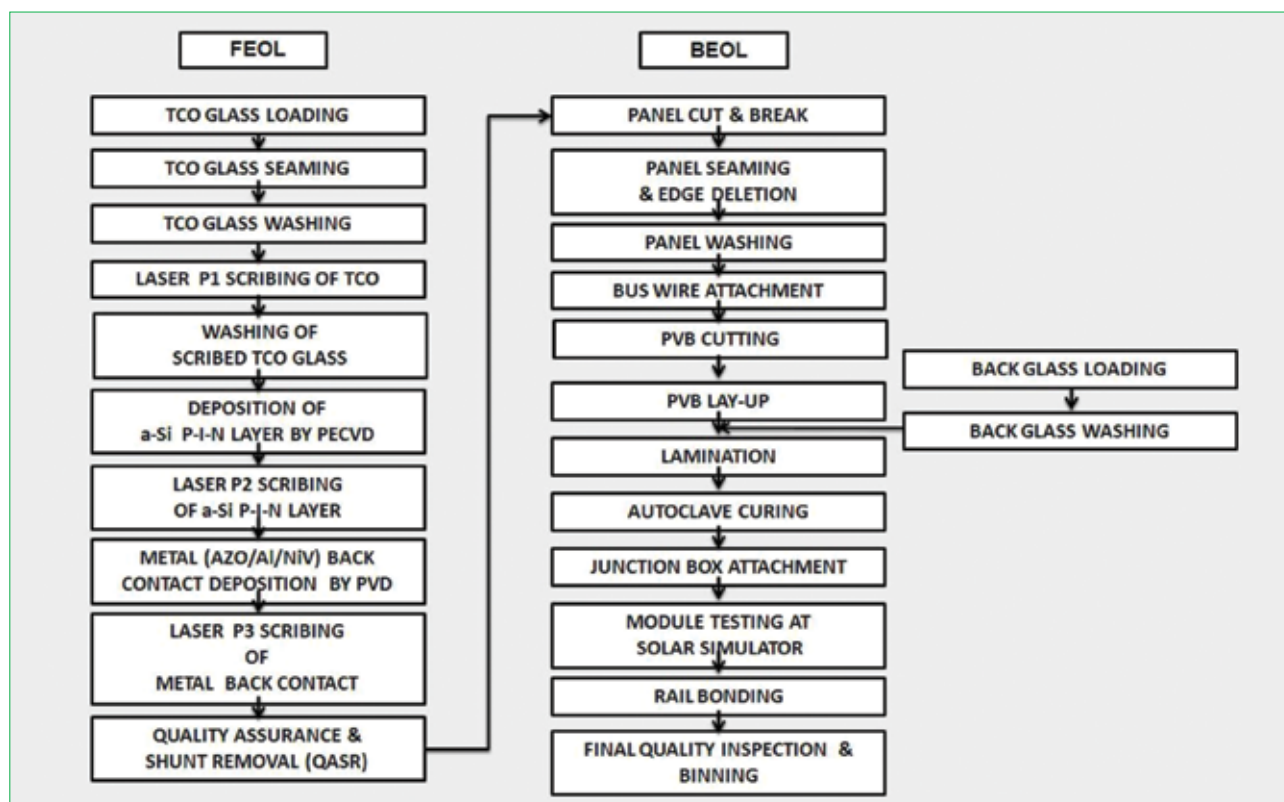 FEOL
TCO GLASS LOADING
TCO GLASS SEAMING
TCO GLASS WASHING
LASER P1 SCRIBING OF TCO
WASHING OF
SCRIBED TCO GLASS
DEPOSITION OF
a-Si P-I-N LAYER BY PECVD
LASER P2 SCRIBING
OF a-Si P-I-N LAYER
METAL (AZO/Al/NiV) BACK
CONTACT DEPOSITION BY PVD
LASER P3 SCRIBING
OF
METAL BACK CONTACT
QUALITY ASSURANCE &
SHUNT REMOVAL (QASR)
BEOL
PANEL CUT & BREAK
PANEL SEAMING
& EDGE DELETION
PANEL WASHING
BUS WIRE ATTACHMENT
PVB CUTTING
PVB LAY-UP
LAMINATION
AUTOCLAVE CURING
JUNCTION BOX ATTACHMENT
MODULE TESTING AT
SOLAR SIMULATOR
RAIL BONDING
FINAL QUALITY INSPECTION &
BINNING
BACK GLASS LOADING
BACK GLASS WASHING